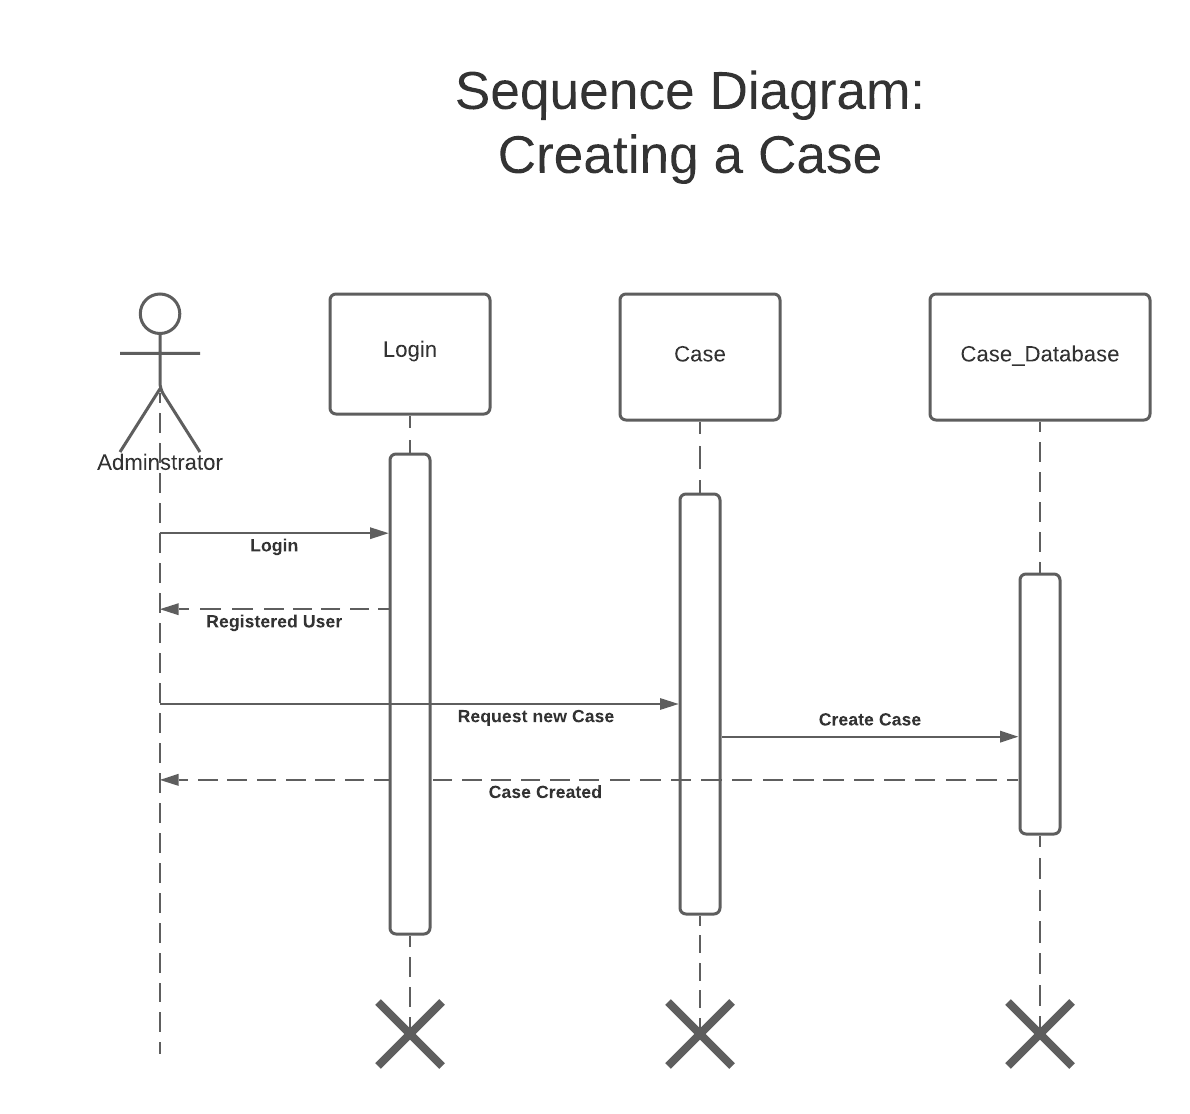 Sequence Diagram:
Creating a Case
Login
Case
Case_Database
Adminstrator
Login
Registered User
Request new Case
Create Case
Case Created